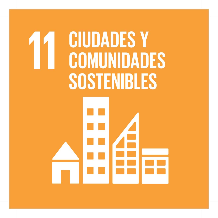 11 CIUDADES Y
COMUNIDADES
SOSTENIBLES